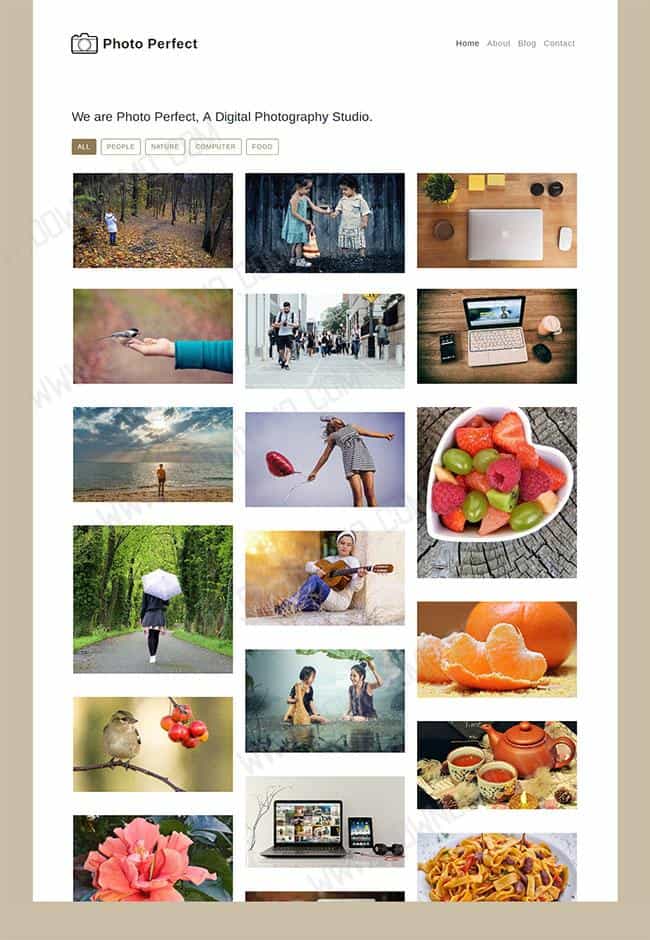 Photo Perfect
Home About Blog Contact
We are Photo Perfect, A Digital Photography Studio.
ALL PEOPLE NATURE COMPUTER FOOD